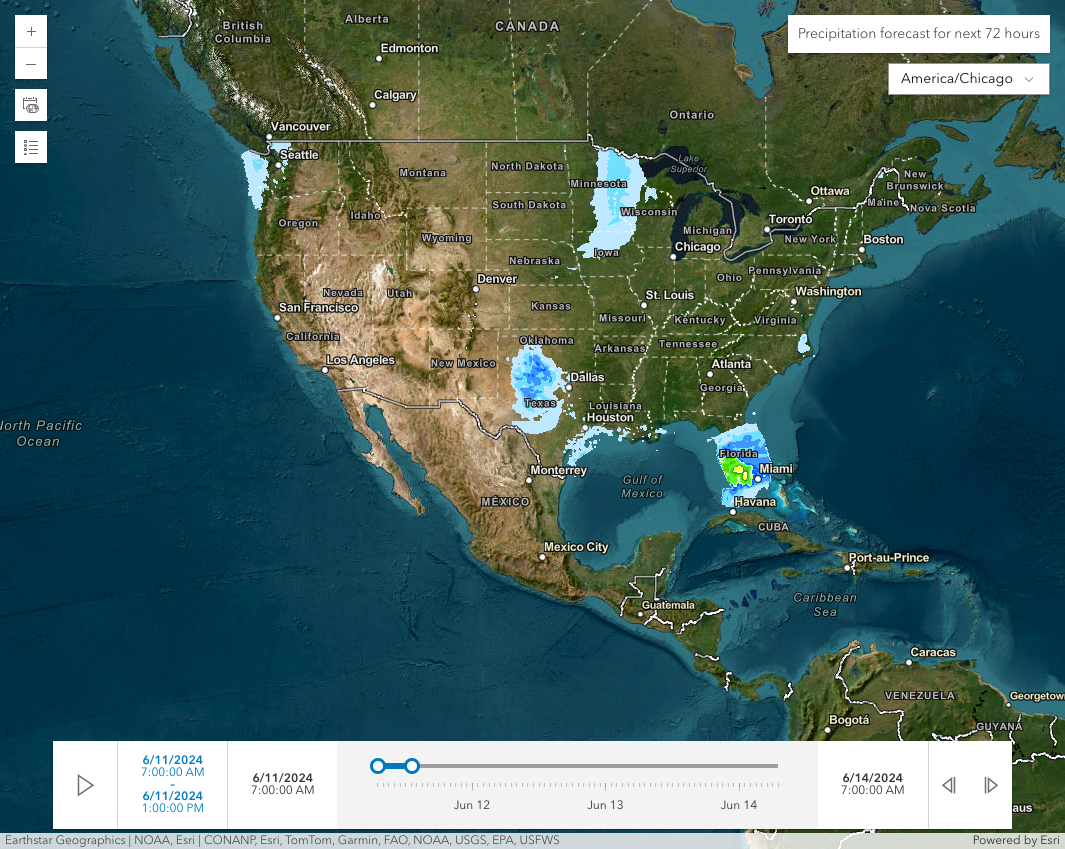 British
Columbia
Alberta
CANADA
Precipitation forecast for next 72 hours
Edmonton
America/Chicago
Calgary
Ontario
Vancouver
Seattle
Lake
Superior
Montana
North Dakota
Minnesota
New
Brunswick
Ottawa
Maine
Nova Scotia
South Dakota
Wisconsin
Idaho
Oregon
Toronto
Michigan
Wyoming
New York
Boston
Chicago
Iowa
Nebraska
Pennsylvania
Ohio
Denver
Nevada
Utah
St. Louis
Washington
San Francisco
Kansas
Missouri
Kentucky
Virginia
California
Oklahoma
Arkansas
Tennessee
Los Angeles
New Mexico
Atlanta
Dallas
Georgia
Texas
Louisiana
Houston
North Pacific
Ocean
Florida
Monterrey
Miami
Gulf of
Mexico
MÉXICO
Havana
CUBA
Mexico City
Port-au-Prince
Caribbean
Sea
Guatemala
Caracas
VENEZUELA
Georgetown
Bogotá
GUYANA
6/11/2024
7:00:00 AM
-
6/11/2024
1:00:00 PM
6/11/2024
7:00:00 AM
Jun 12
Jun 13
Jun 14
6/14/2024
7:00:00 AM
aus
Earthstar Geographics | NOAA, Esri | CONANP, Esri, TomTom, Garmin, FAO, NOAA, USGS, EPA, USFWS
Powered by Esri